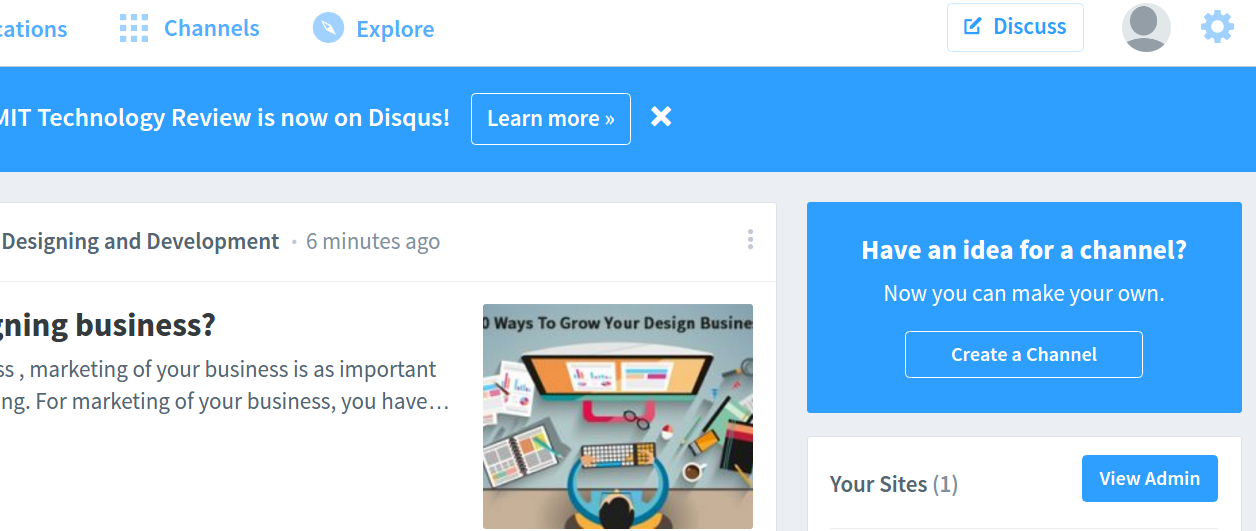 cations
Channels
Explore
Discuss
MIT Technology Review is now on Disqus!
Learn more »
Designing and Development • 6 minutes ago
gning business?
ss , marketing of your business is as important
ng. For marketing of your business, you have…
0 Ways To Grow Your Design Busine
Have an idea for a channel?
Now you can make your own.
Create a Channel
Your Sites (1)
View Admin